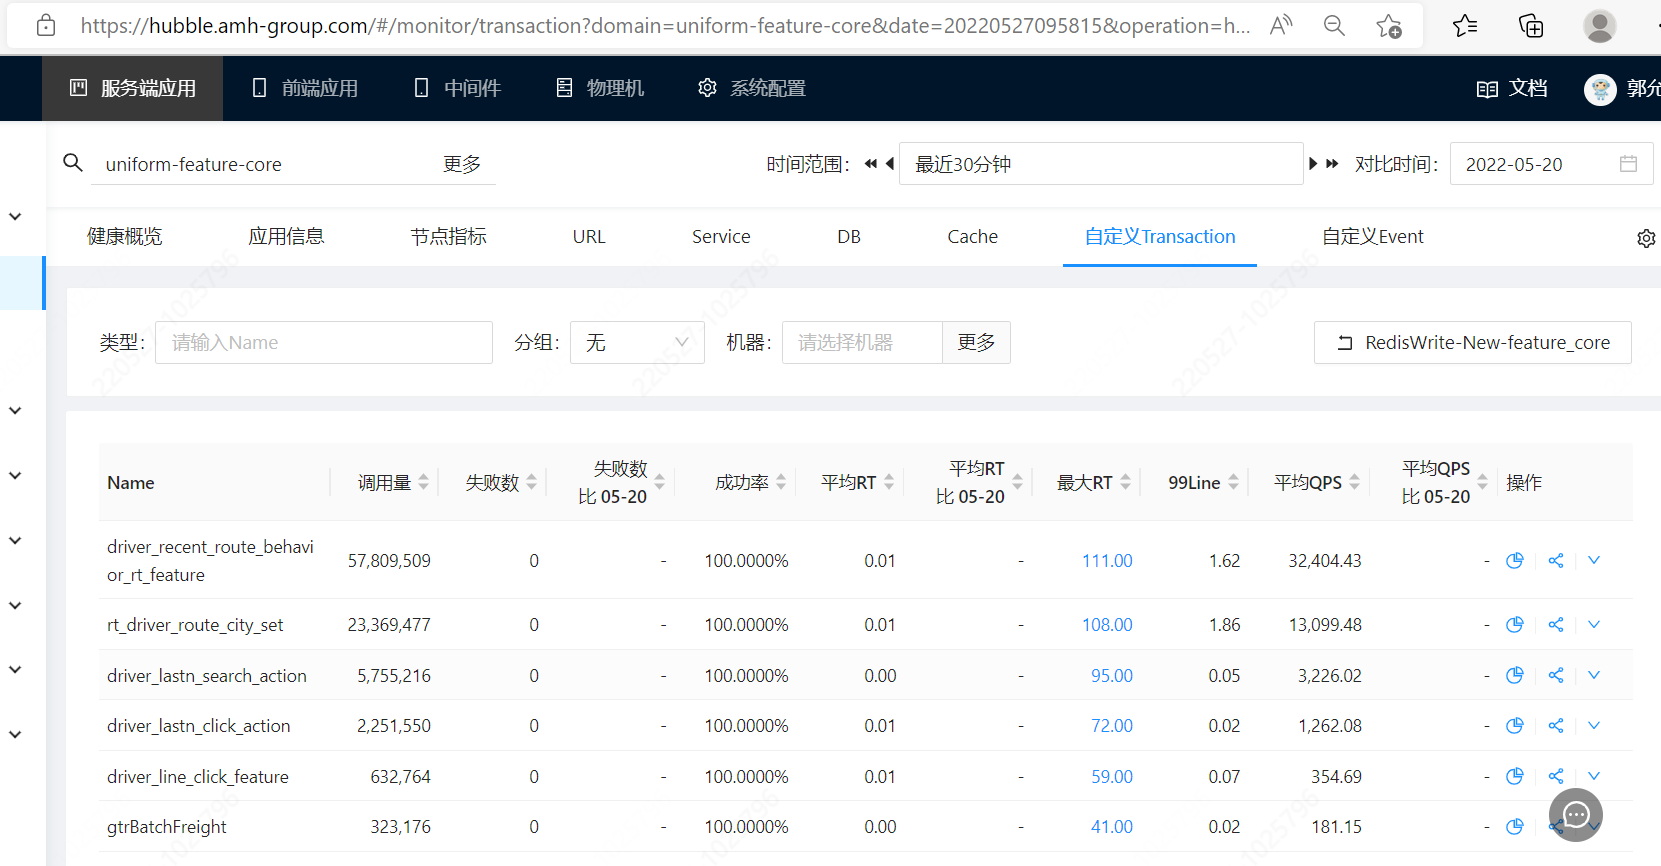 https://hubble.amh-group.com/#/monitor/transaction?domain=uniform-feature-core&date=20220527095815&operation=h...
服务端应用 前端应用 中间件 物理机 系统配置 文档 郭允
uniform-feature-core 更多 时间范围： 最近30分钟 对比时间： 2022-05-20
健康概览 应用信息 节点指标 URL Service DB Cache 自定义Transaction 自定义Event
类型： 请输入Name 分组： 无 机器： 请选择机器 更多 RedisWrite-New-feature_core
Name 调用量 失败数 失败数 比 05-20 成功率 平均RT 平均RT 比 05-20 最大RT 99Line 平均QPS 平均QPS 比 05-20 操作
driver_recent_route_behavi
or_rt_feature 57,809,509 0 - 100.0000% 0.01 - 111.00 1.62 32,404.43 -
rt_driver_route_city_set 23,369,477 0 - 100.0000% 0.01 - 108.00 1.86 13,099.48 -
driver_lastn_search_action 5,755,216 0 - 100.0000% 0.00 - 95.00 0.05 3,226.02 -
driver_lastn_click_action 2,251,550 0 - 100.0000% 0.01 - 72.00 0.02 1,262.08 -
driver_line_click_feature 632,764 0 - 100.0000% 0.01 - 59.00 0.07 354.69 -
gtrBatchFreight 323,176 0 - 100.0000% 0.00 - 41.00 0.02 181.15 -
220527-1025796
220527-1025796
220527-1025796